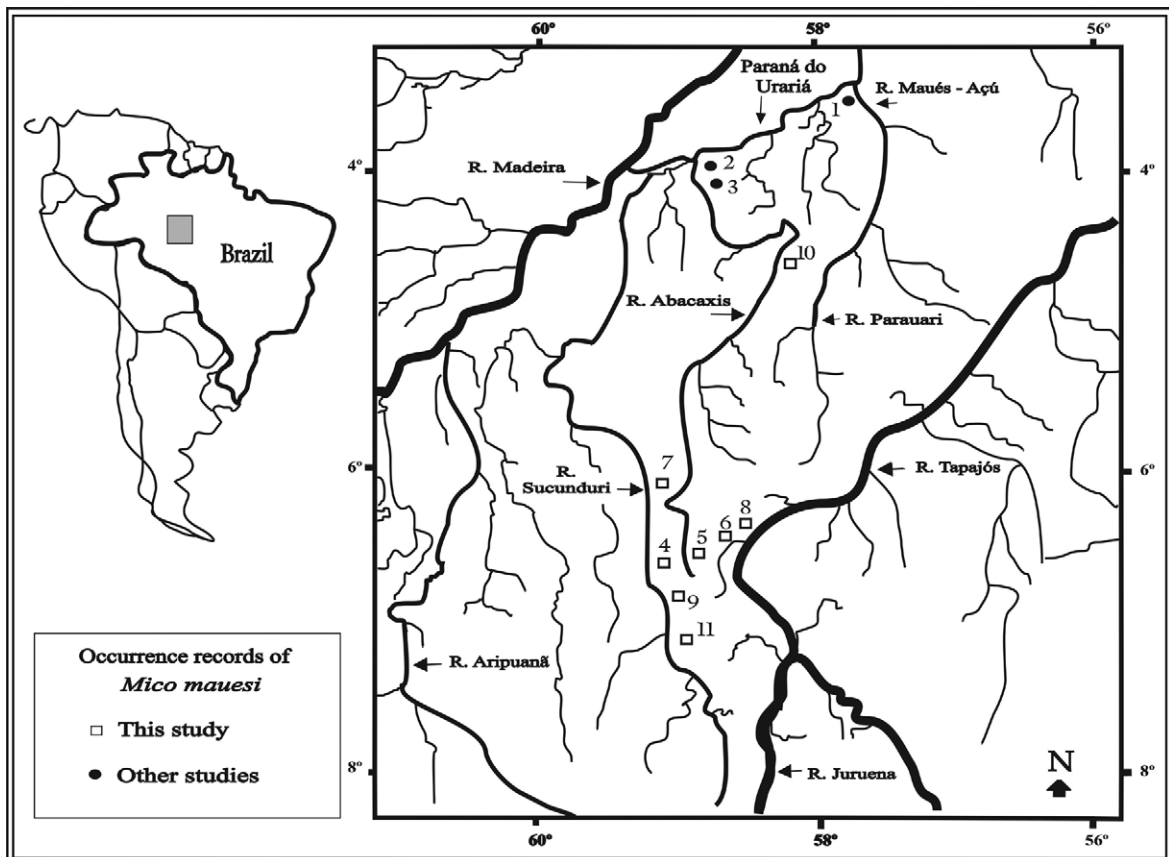 60°
58°
56°
Paraná do
Urariá
R. Maués - Açú
1
R. Madeira
2
3
4°
4°
Brazil
10
R. Abacaxis
R. Parauari
6°
6°
7
R.
Sucunduri
R. Tapajós
8
6
5
4
9
11
Occurrence records of
Mico mauesi
This study
Other studies
R. Aripuanã
8°
8°
R. Juruena
N
60°
58°
56°